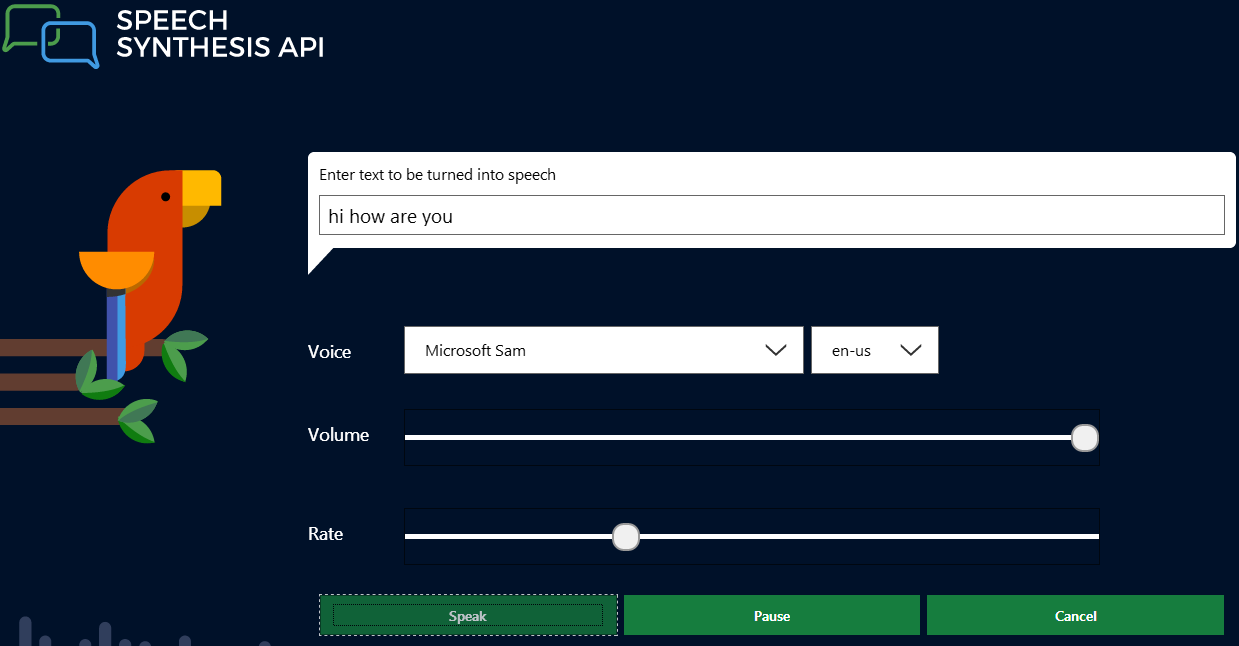 SPEECH
SYNTHESIS API
Enter text to be turned into speech
hi how are you
Voice
Microsoft Sam
en-us
Volume
Rate
Speak
Pause
Cancel